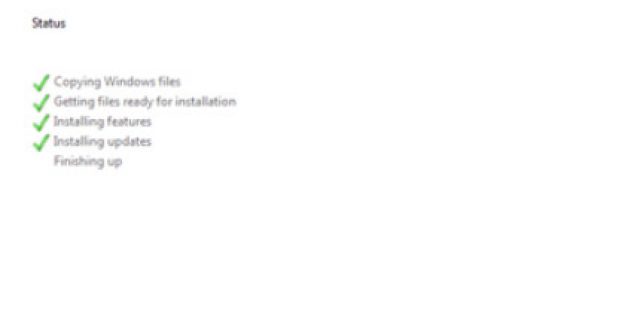 Status
Copying Windows files
Getting files ready for installation
Installing features
Installing updates
Finishing up